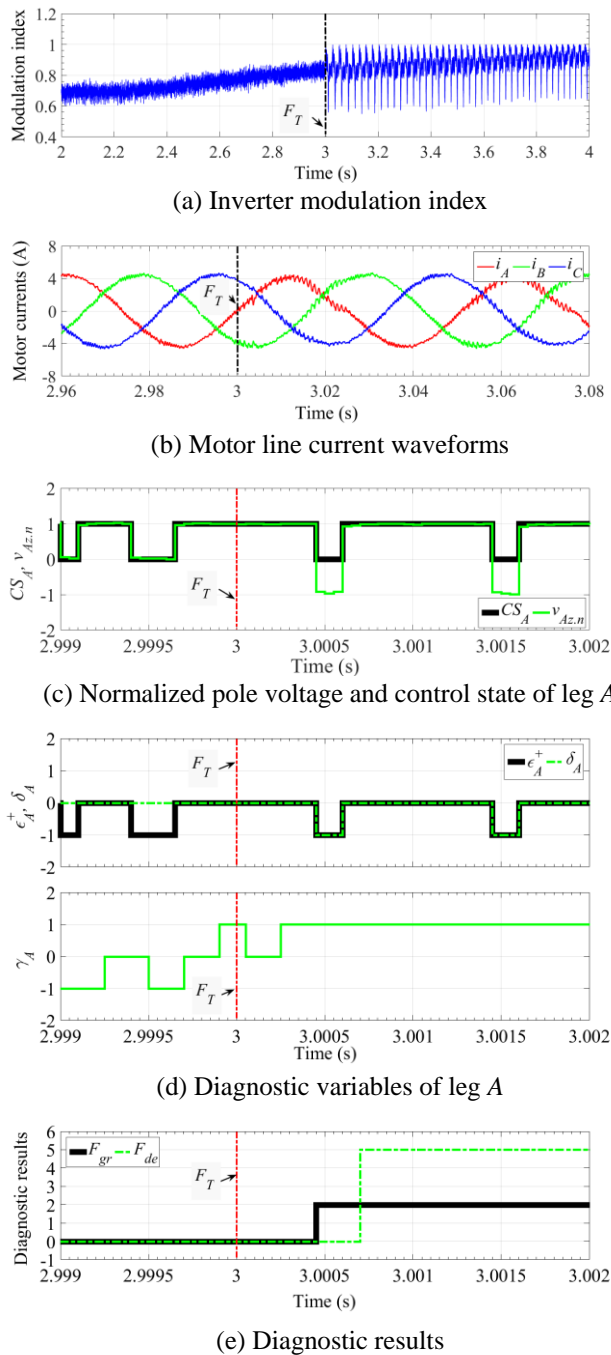 Modulation index
1.2
1.0
0.8
0.6
0.4
F_T
2 2.2 2.4 2.6 2.8 3 3.2 3.4 3.6 3.8 4
Time (s)
(a) Inverter modulation index
Motor currents (A)
8
4
0
-4
-8
F_T
i_A i_B i_C
2.96 2.98 3 3.02 3.04 3.06 3.08
Time (s)
(b) Motor line current waveforms
CS_A, v_Az.n
2
1
0
-1
-2
F_T
CS_A v_Az.n
2.999 2.9995 3 3.0005 3.001 3.0015 3.002
Time (s)
(c) Normalized pole voltage and control state of leg A
ϵ_A^+, δ_A
2
1
0
-1
-2
F_T
ϵ_A^+ δ_A
γ_A
2
1
0
-1
-2
F_T
2.999 2.9995 3 3.0005 3.001 3.0015 3.002
Time (s)
(d) Diagnostic variables of leg A
Diagnostic results
6
5
4
3
2
1
0
-1
F_gr F_de
F_T
2.999 2.9995 3 3.0005 3.001 3.0015 3.002
Time (s)
(e) Diagnostic results